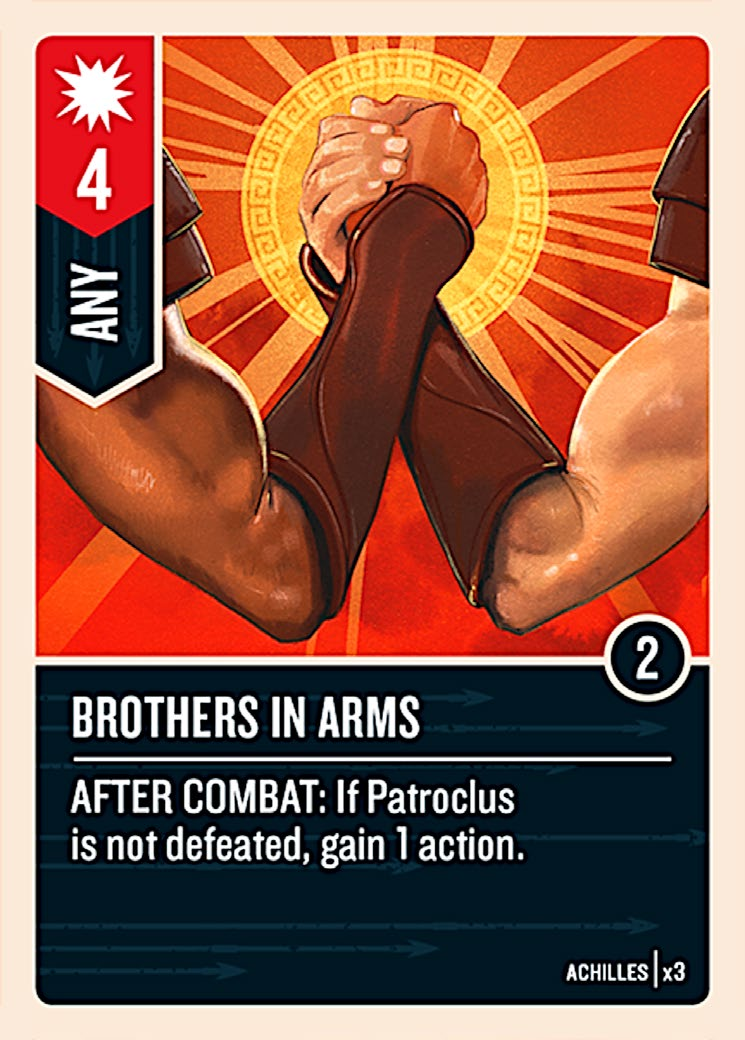 4
ANY
2
BROTHERS IN ARMS
AFTER COMBAT: If Patroclus
is not defeated, gain 1 action.
ACHILLES | x3